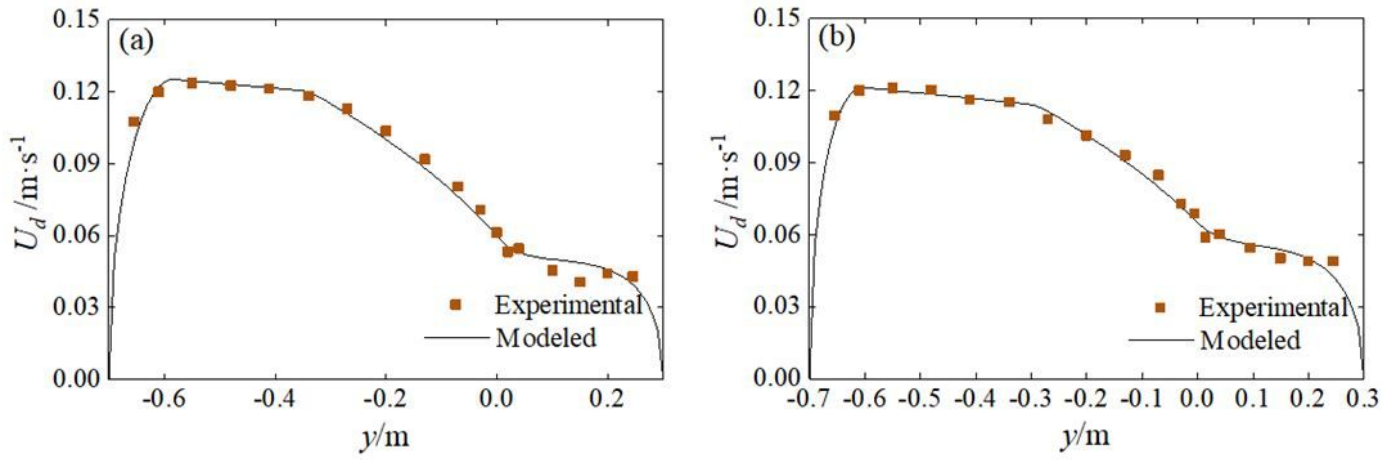 (a)
0.15
0.12
0.09
0.06
0.03
0.00
U_d /m·s⁻¹
Experimental
Modeled
-0.6 -0.4 -0.2 0.0 0.2
y/m
(b)
0.15
0.12
0.09
0.06
0.03
0.00
U_d /m·s⁻¹
Experimental
Modeled
-0.7 -0.6 -0.5 -0.4 -0.3 -0.2 -0.1 0.0 0.1 0.2 0.3
y/m